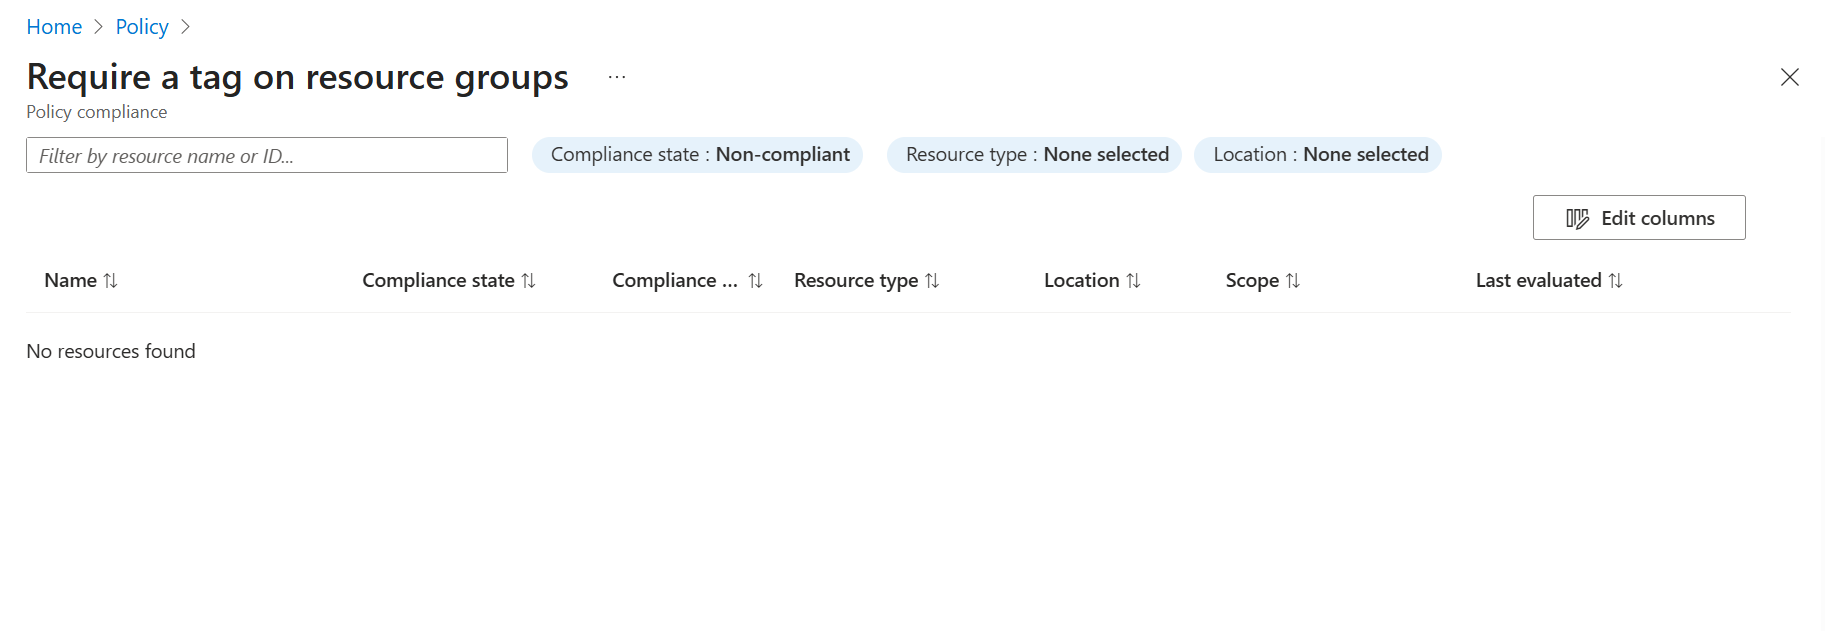 Home > Policy >
Require a tag on resource groups ...
Policy compliance
Filter by resource name or ID...
Compliance state : Non-compliant
Resource type : None selected
Location : None selected
Edit columns
Name ↑↓ Compliance state ↑↓ Compliance ... ↑↓ Resource type ↑↓ Location ↑↓ Scope ↑↓ Last evaluated ↑↓
No resources found